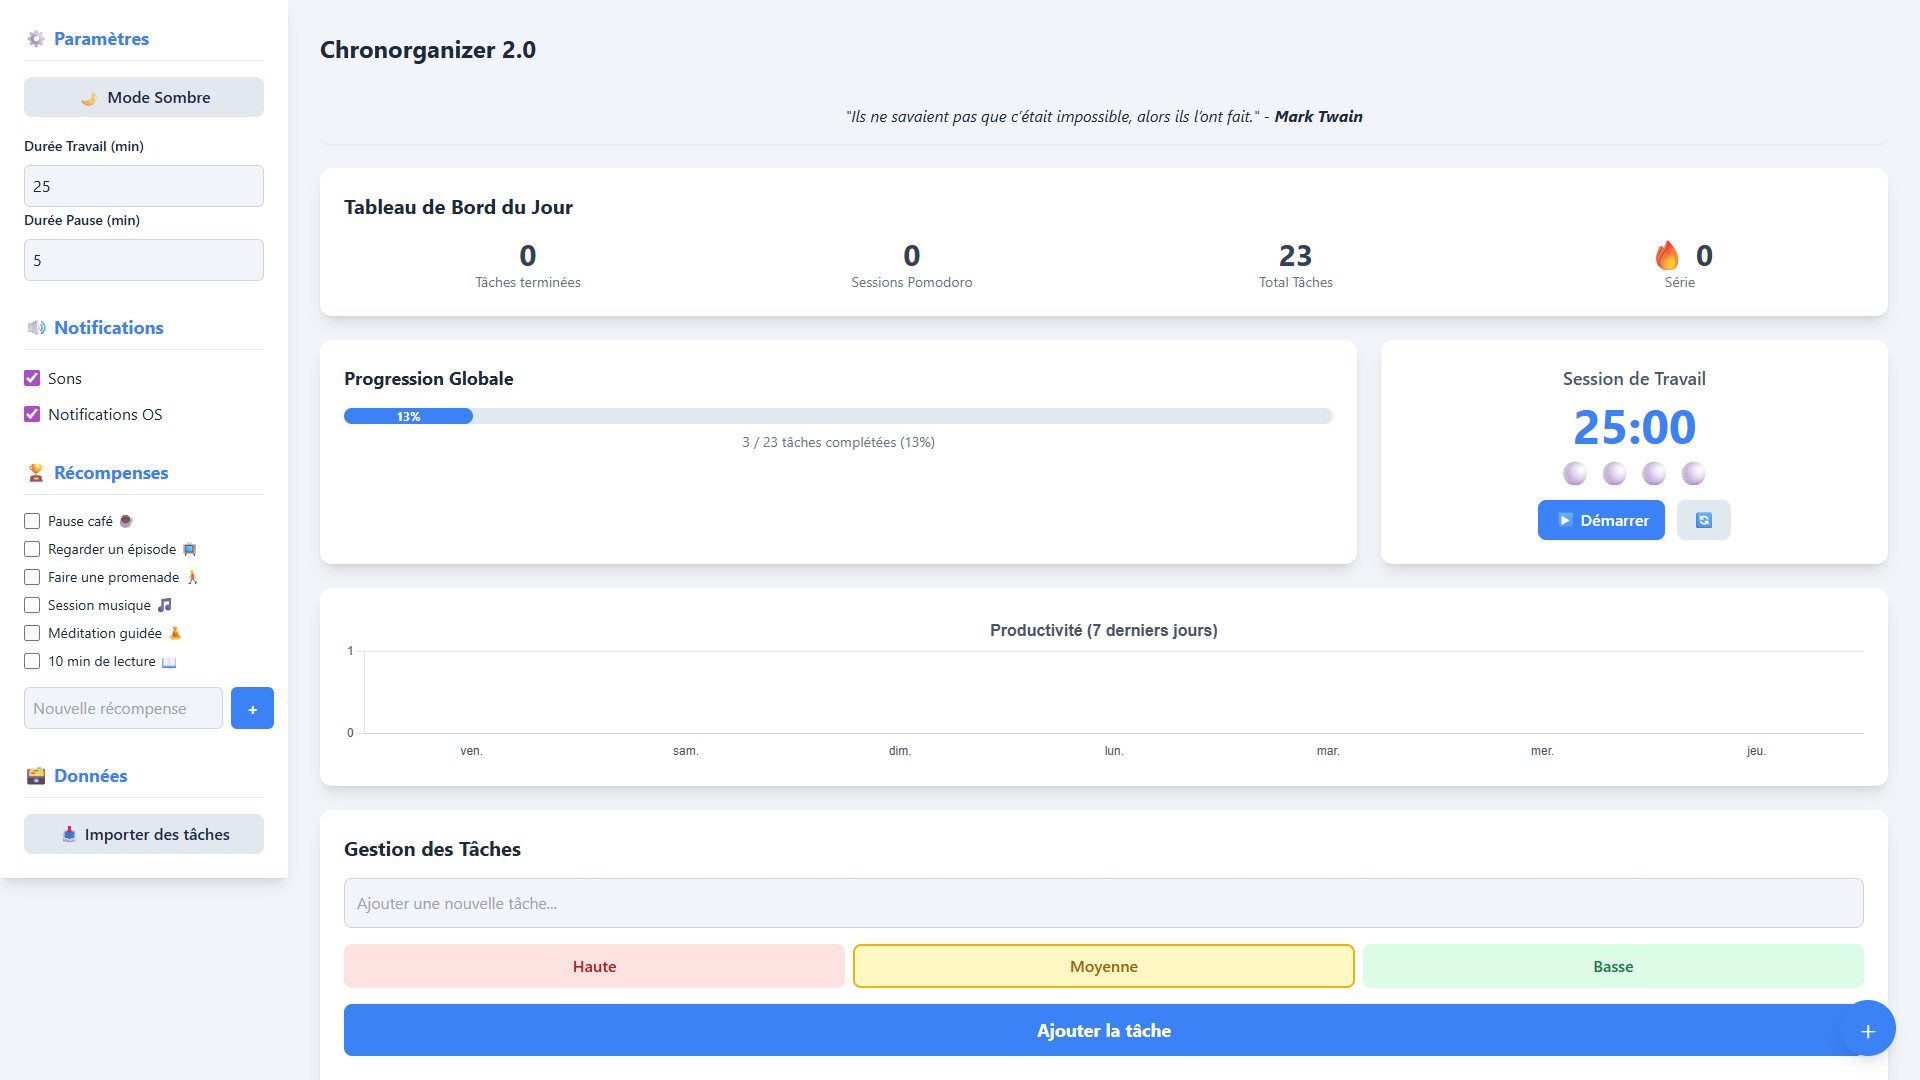 ⚙️ Paramètres
🌙 Mode Sombre
Durée Travail (min)
25
Durée Pause (min)
5
🔊 Notifications
Sons
Notifications OS
🏆 Récompenses
Pause café ☕
Regarder un épisode 📺
Faire une promenade 🚶
Session musique 🎵
Méditation guidée 🧘
10 min de lecture 📖
Nouvelle récompense
+
🗃️ Données
📥 Importer des tâches
Chronorganizer 2.0
"Ils ne savaient pas que c'était impossible, alors ils l'ont fait." - Mark Twain
Tableau de Bord du Jour
0
Tâches terminées
0
Sessions Pomodoro
23
Total Tâches
🔥 0
Série
Progression Globale
13%
3 / 23 tâches complétées (13%)
Session de Travail
25:00
▶️ Démarrer
🔄
Productivité (7 derniers jours)
1
0
ven. sam. dim. lun. mar. mer. jeu.
Gestion des Tâches
Ajouter une nouvelle tâche...
Haute
Moyenne
Basse
Ajouter la tâche
+